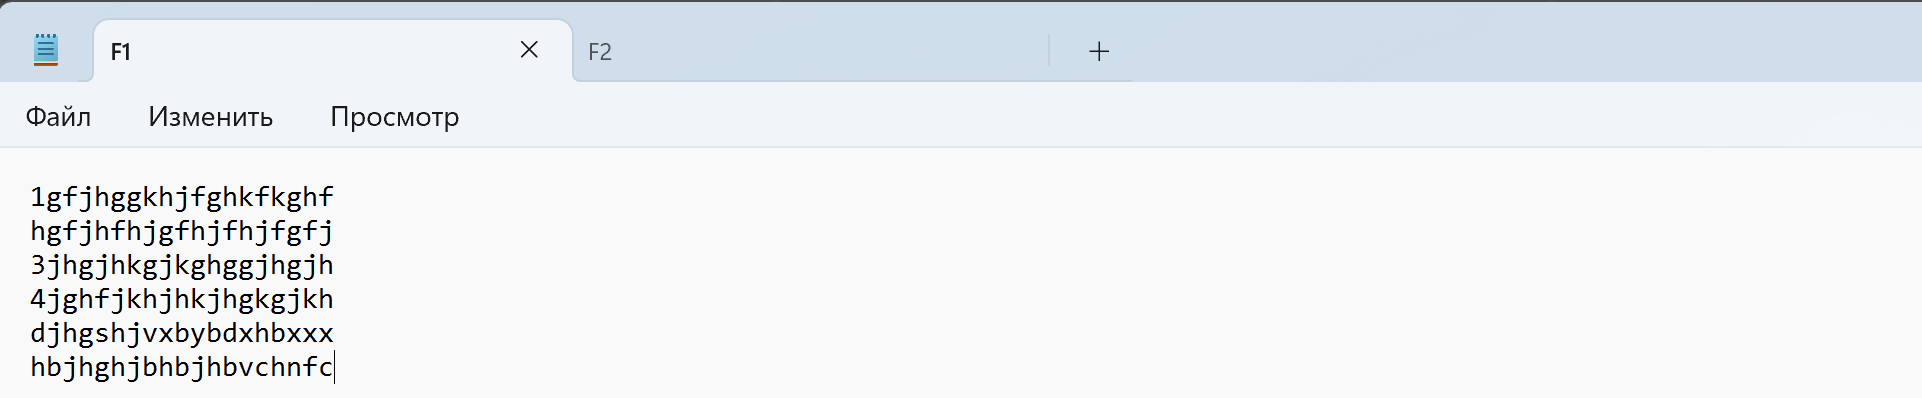 F1
F2
Файл Изменить Просмотр
1gfjhggkhjfghkfkghf
hgfjhfhjgfhjfhjfgfj
3jhgjhkgjkghggjhgjh
4jghfjkhjhkjhgkgjkh
djhgshjvxbybdxhbxxx
hbjhghjbhbjhbvchnfc